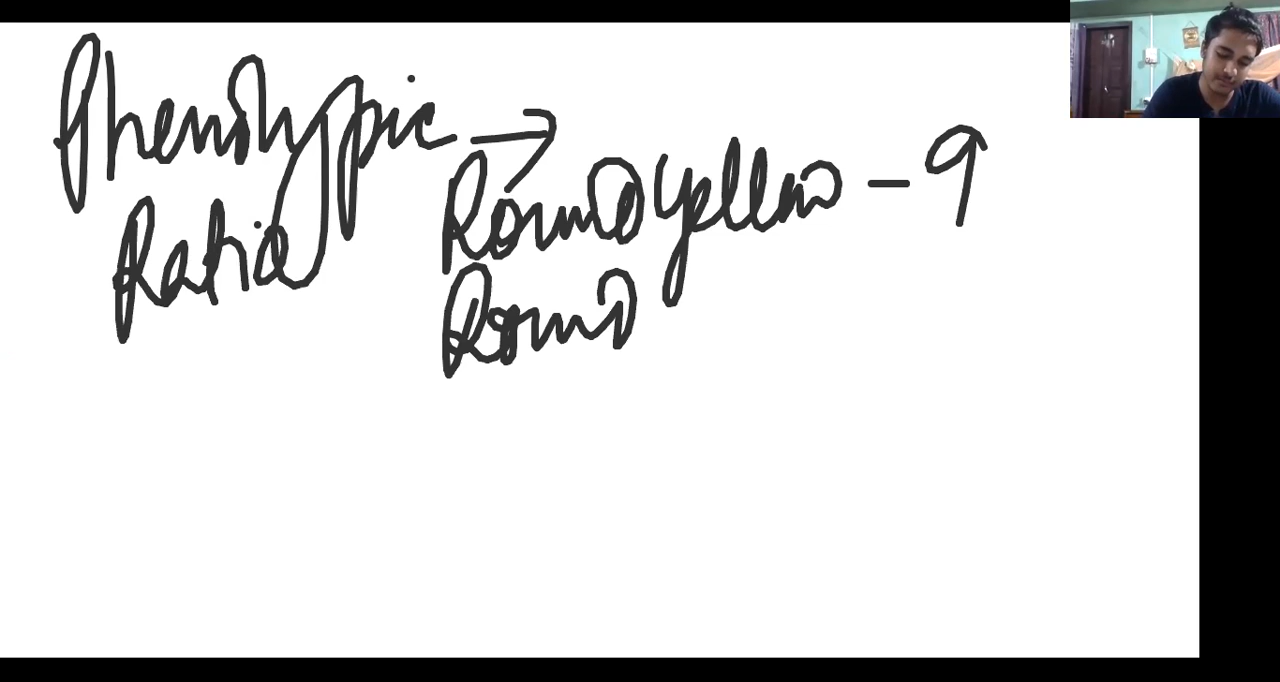 Phenotypic →
Ratio
Round yellow - 9
Round